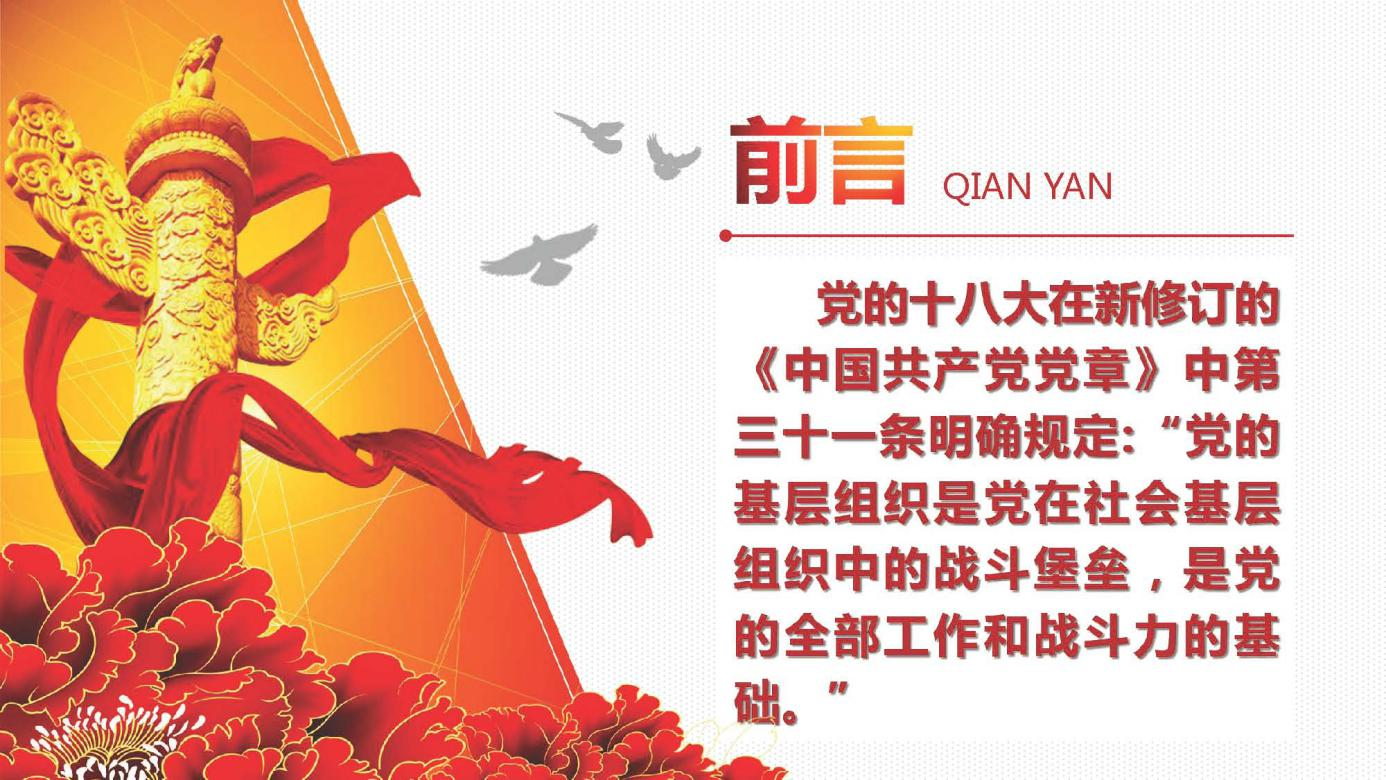 前言 QIAN YAN
党的十八大在新修订的
《中国共产党党章》中第
三十一条明确规定:“党的
基层组织是党在社会基层
组织中的战斗堡垒，是党
的全部工作和战斗力的基
础。”